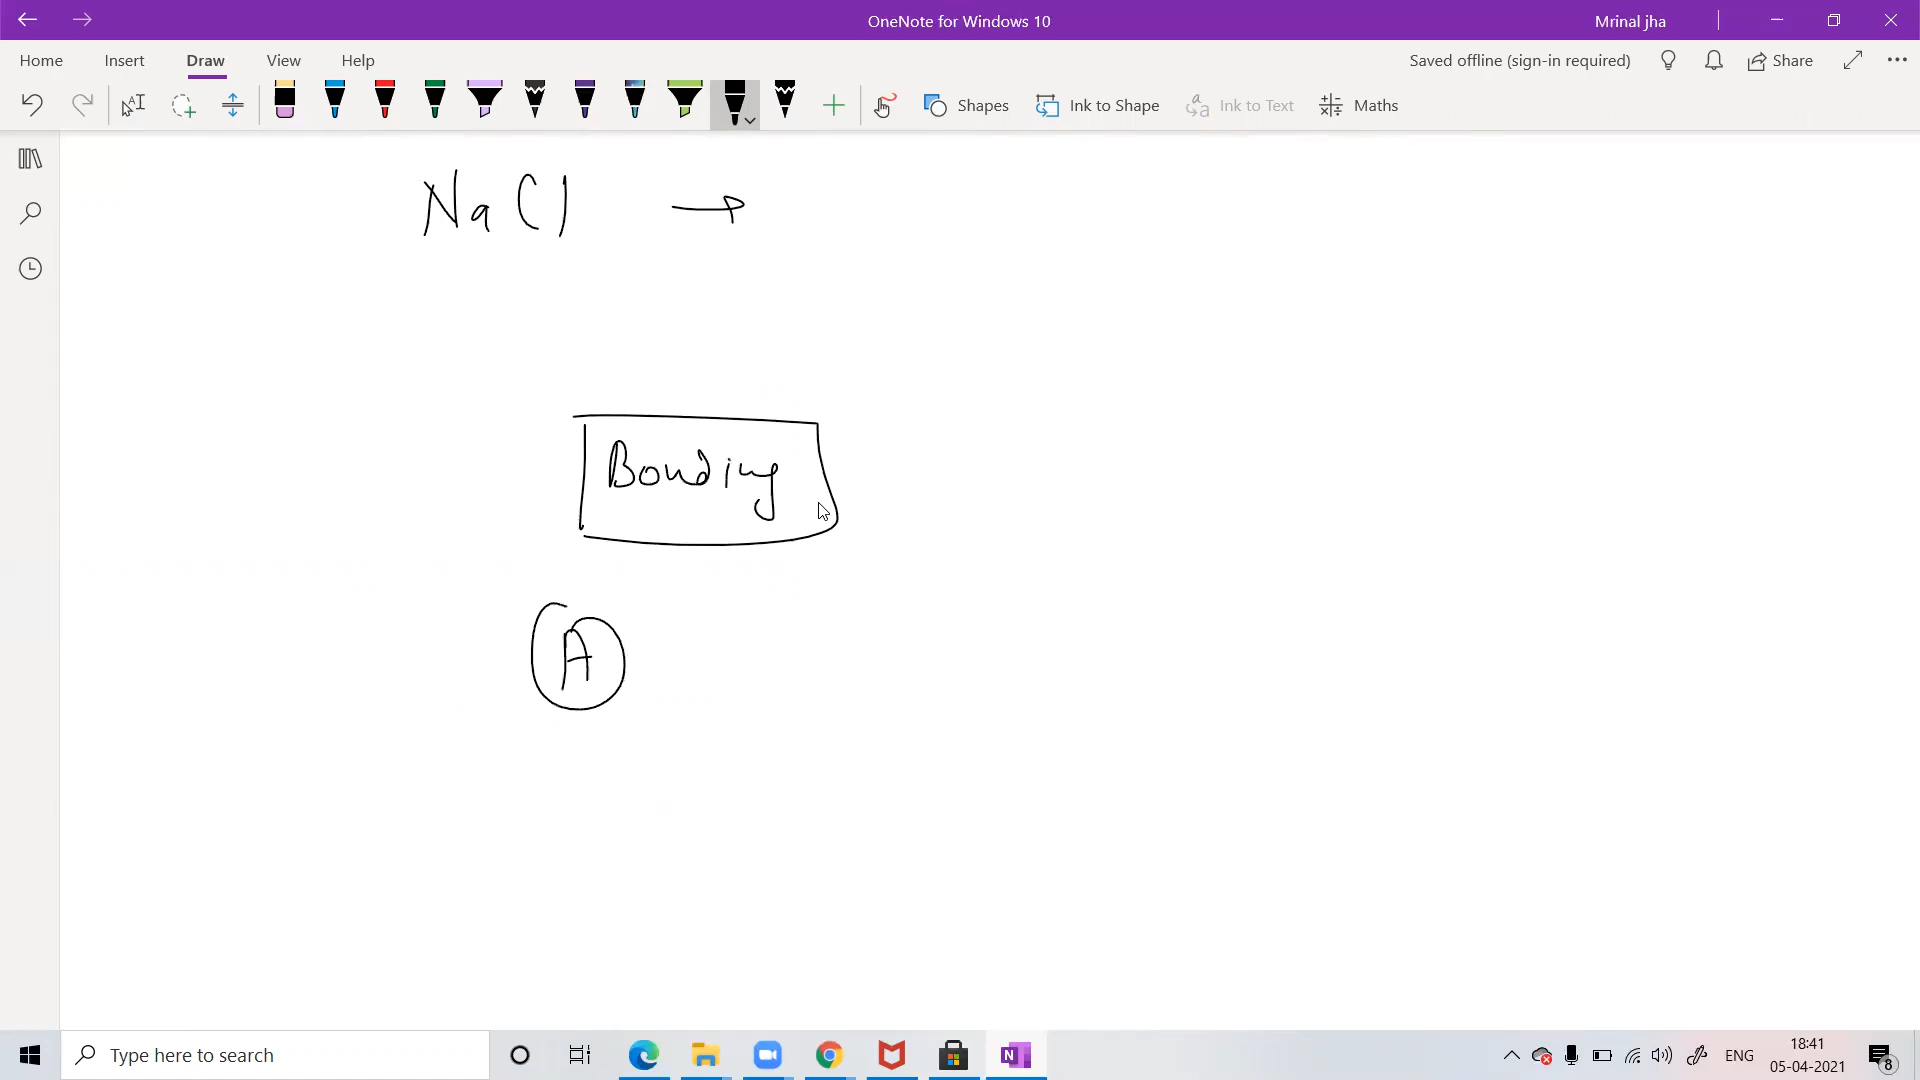 OneNote for Windows 10
Mrinal jha
Home Insert Draw View Help
Saved offline (sign-in required) Share
Shapes Ink to Shape Ink to Text Maths
NaCl →
Bonding
A
Type here to search
ENG
18:41
05-04-2021
8